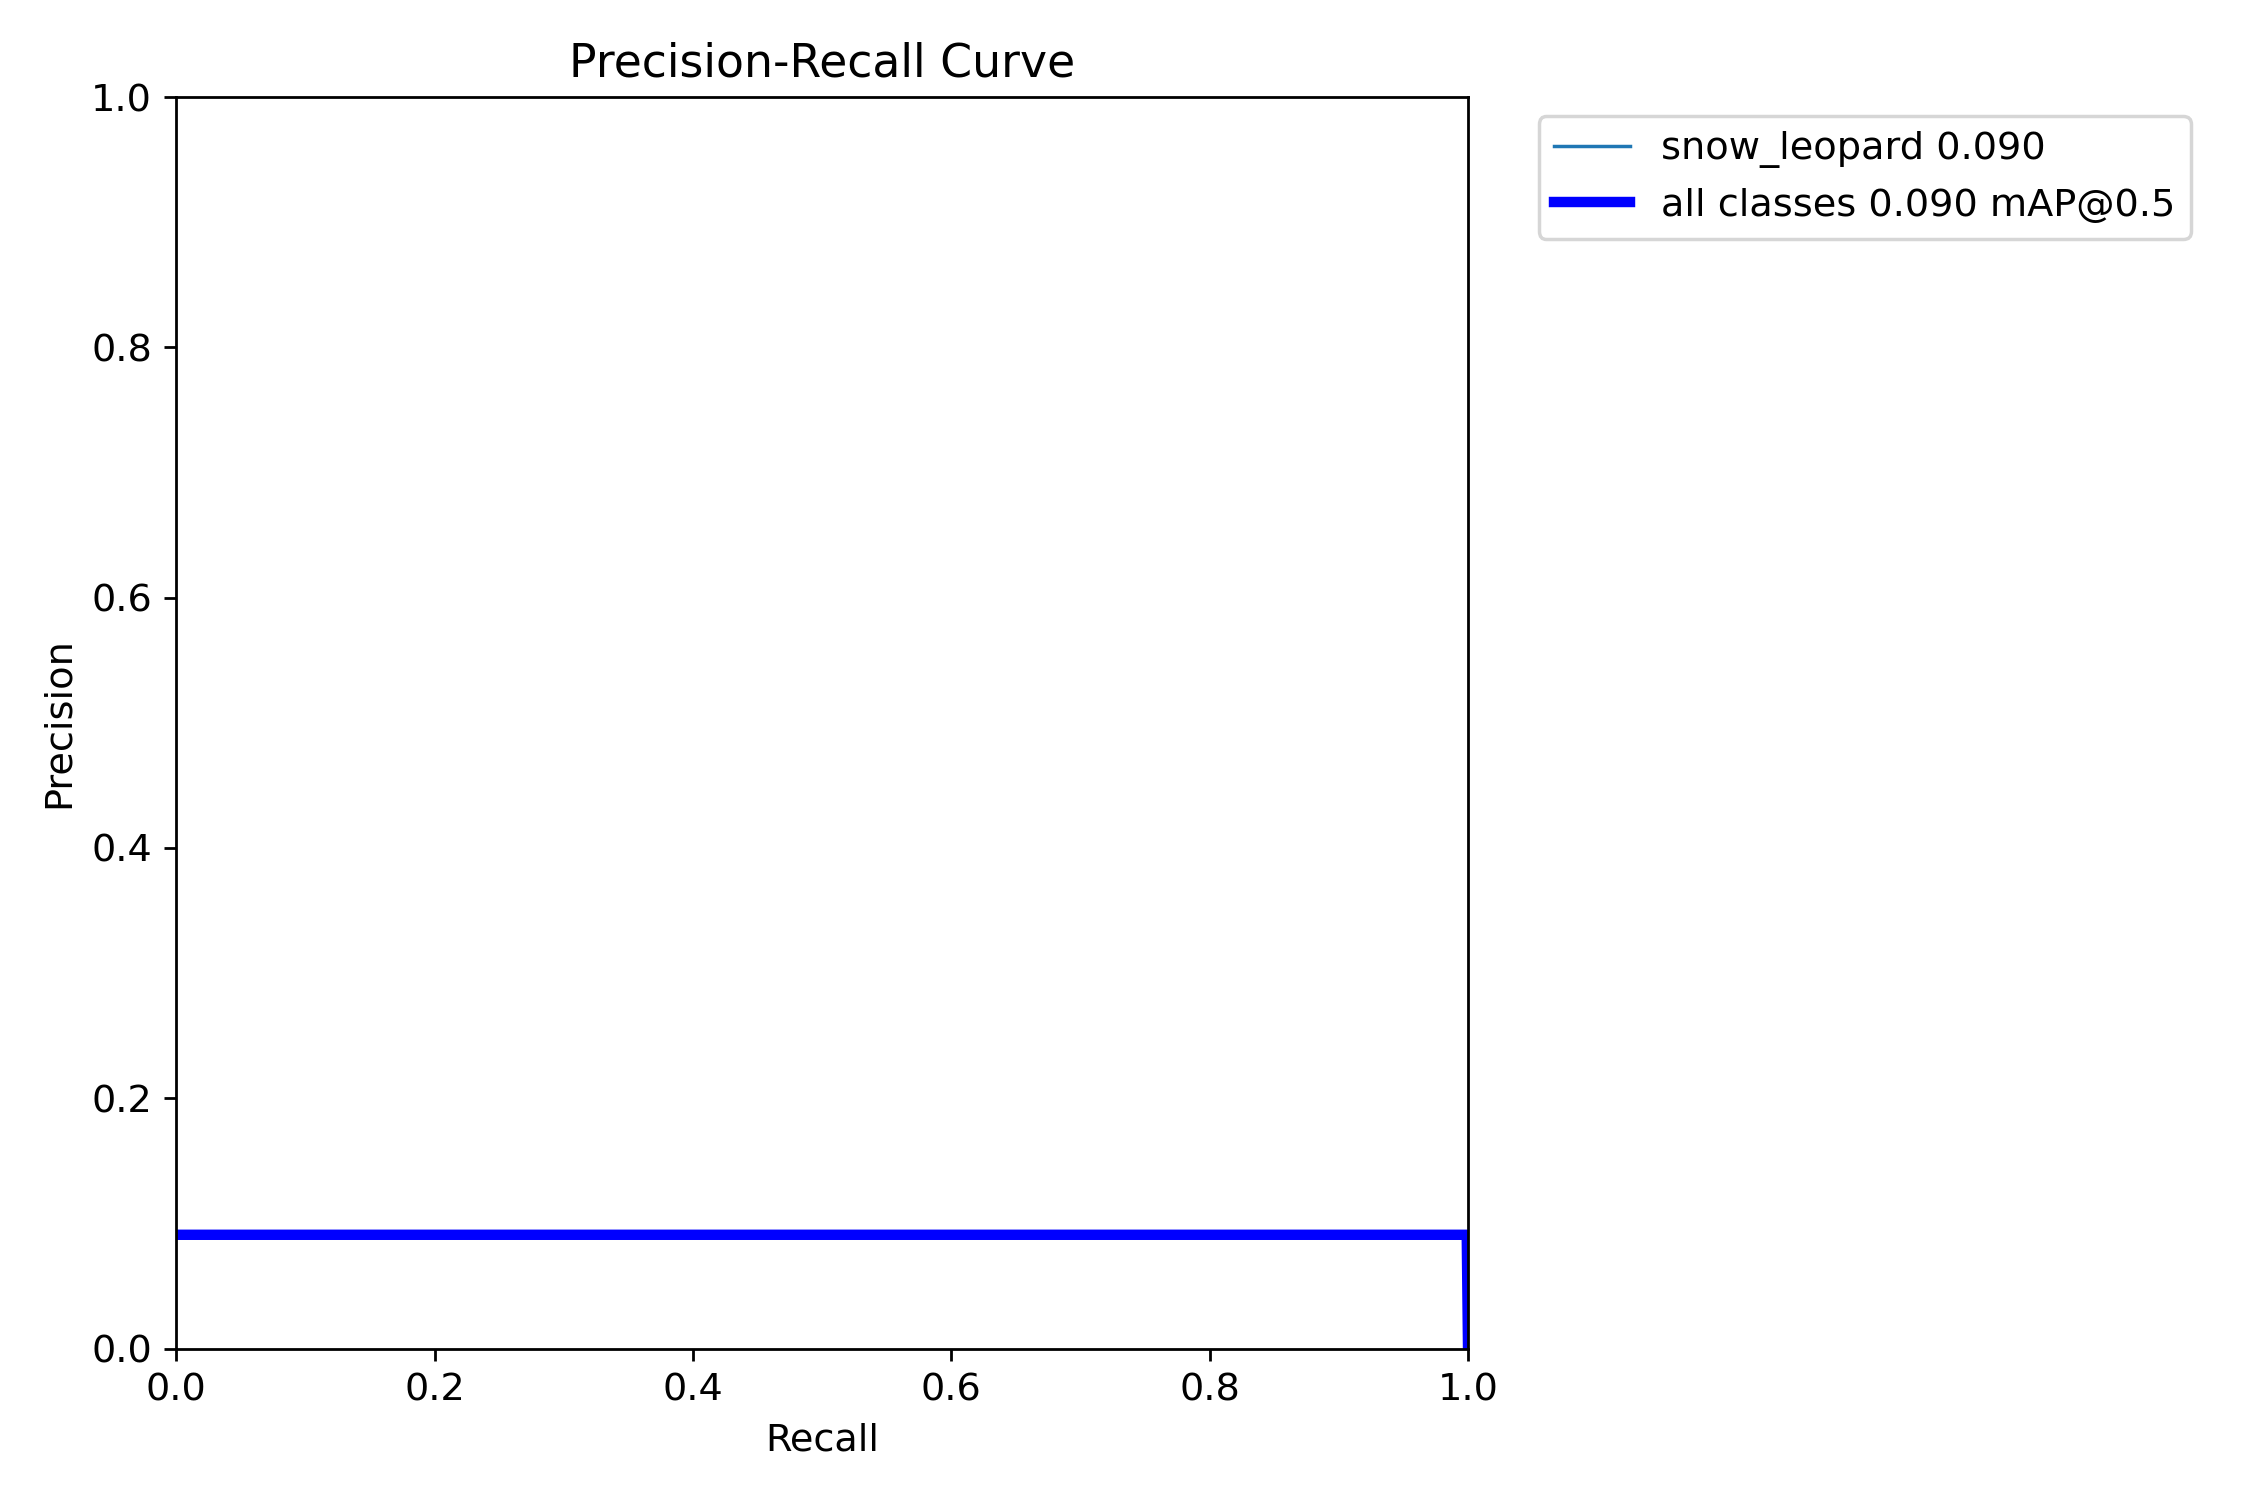 Precision-Recall Curve
1.0
0.8
0.6
0.4
0.2
0.0
Precision
0.0 0.2 0.4 0.6 0.8 1.0
Recall
snow_leopard 0.090
all classes 0.090 mAP@0.5